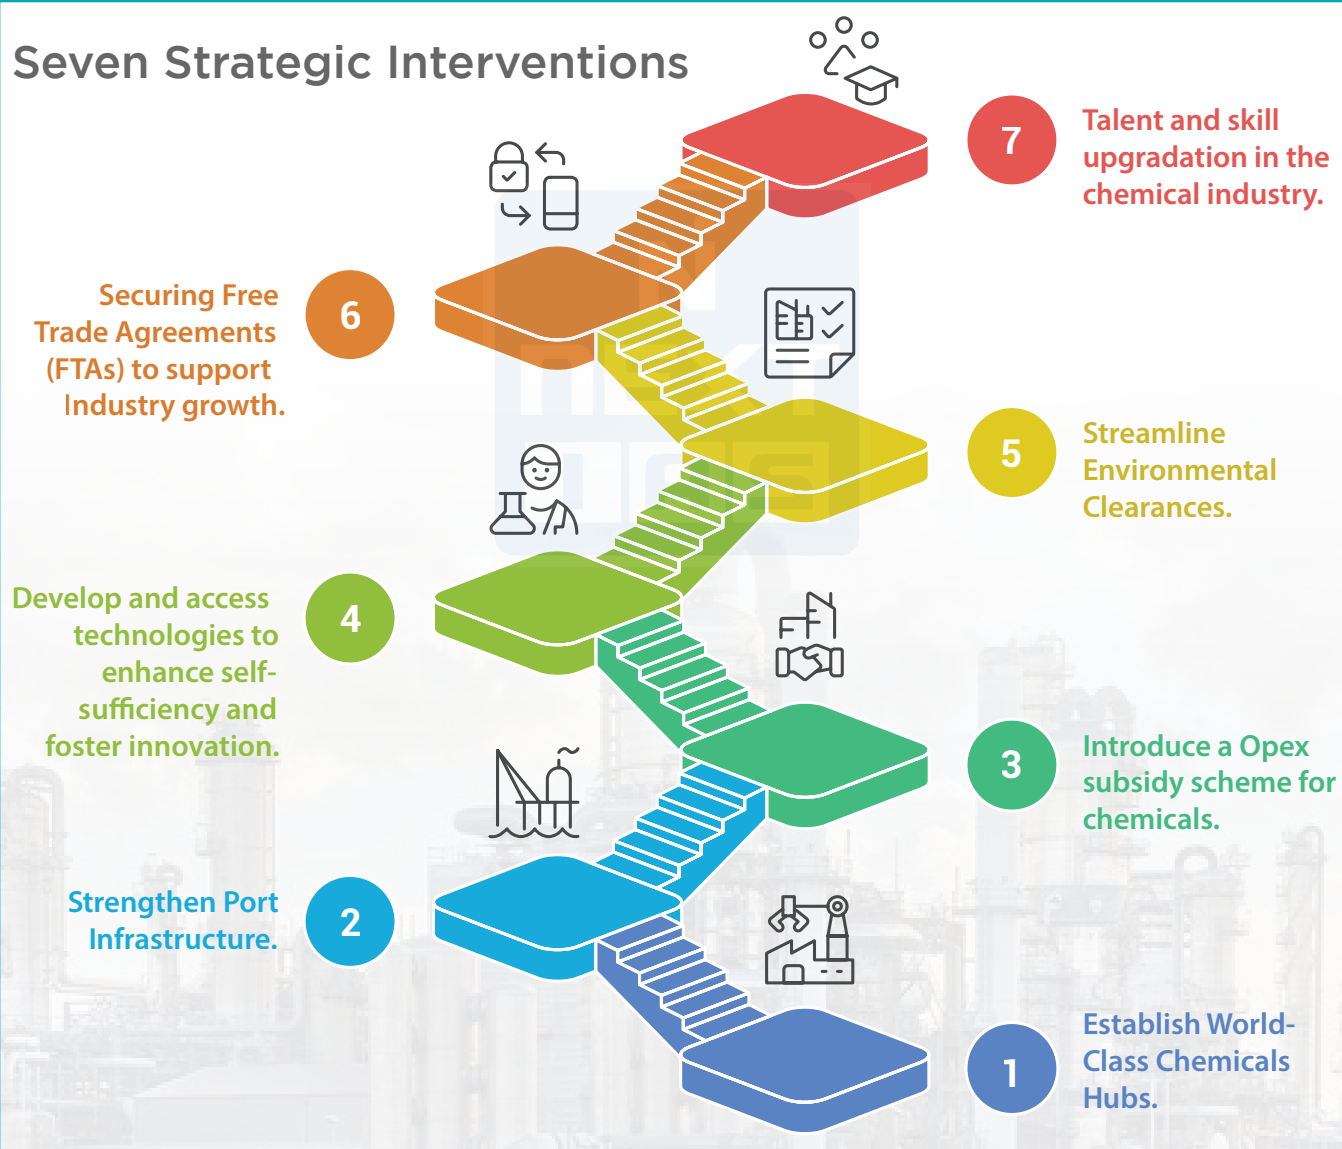 Seven Strategic Interventions
7
Talent and skill
upgradation in the
chemical industry.
6
Securing Free
Trade Agreements
(FTAs) to support
Industry growth.
5
Streamline
Environmental
Clearances.
4
Develop and access
technologies to
enhance self-
sufficiency and
foster innovation.
3
Introduce a Opex
subsidy scheme for
chemicals.
2
Strengthen Port
Infrastructure.
1
Establish World-
Class Chemicals
Hubs.
NEXT
IAS